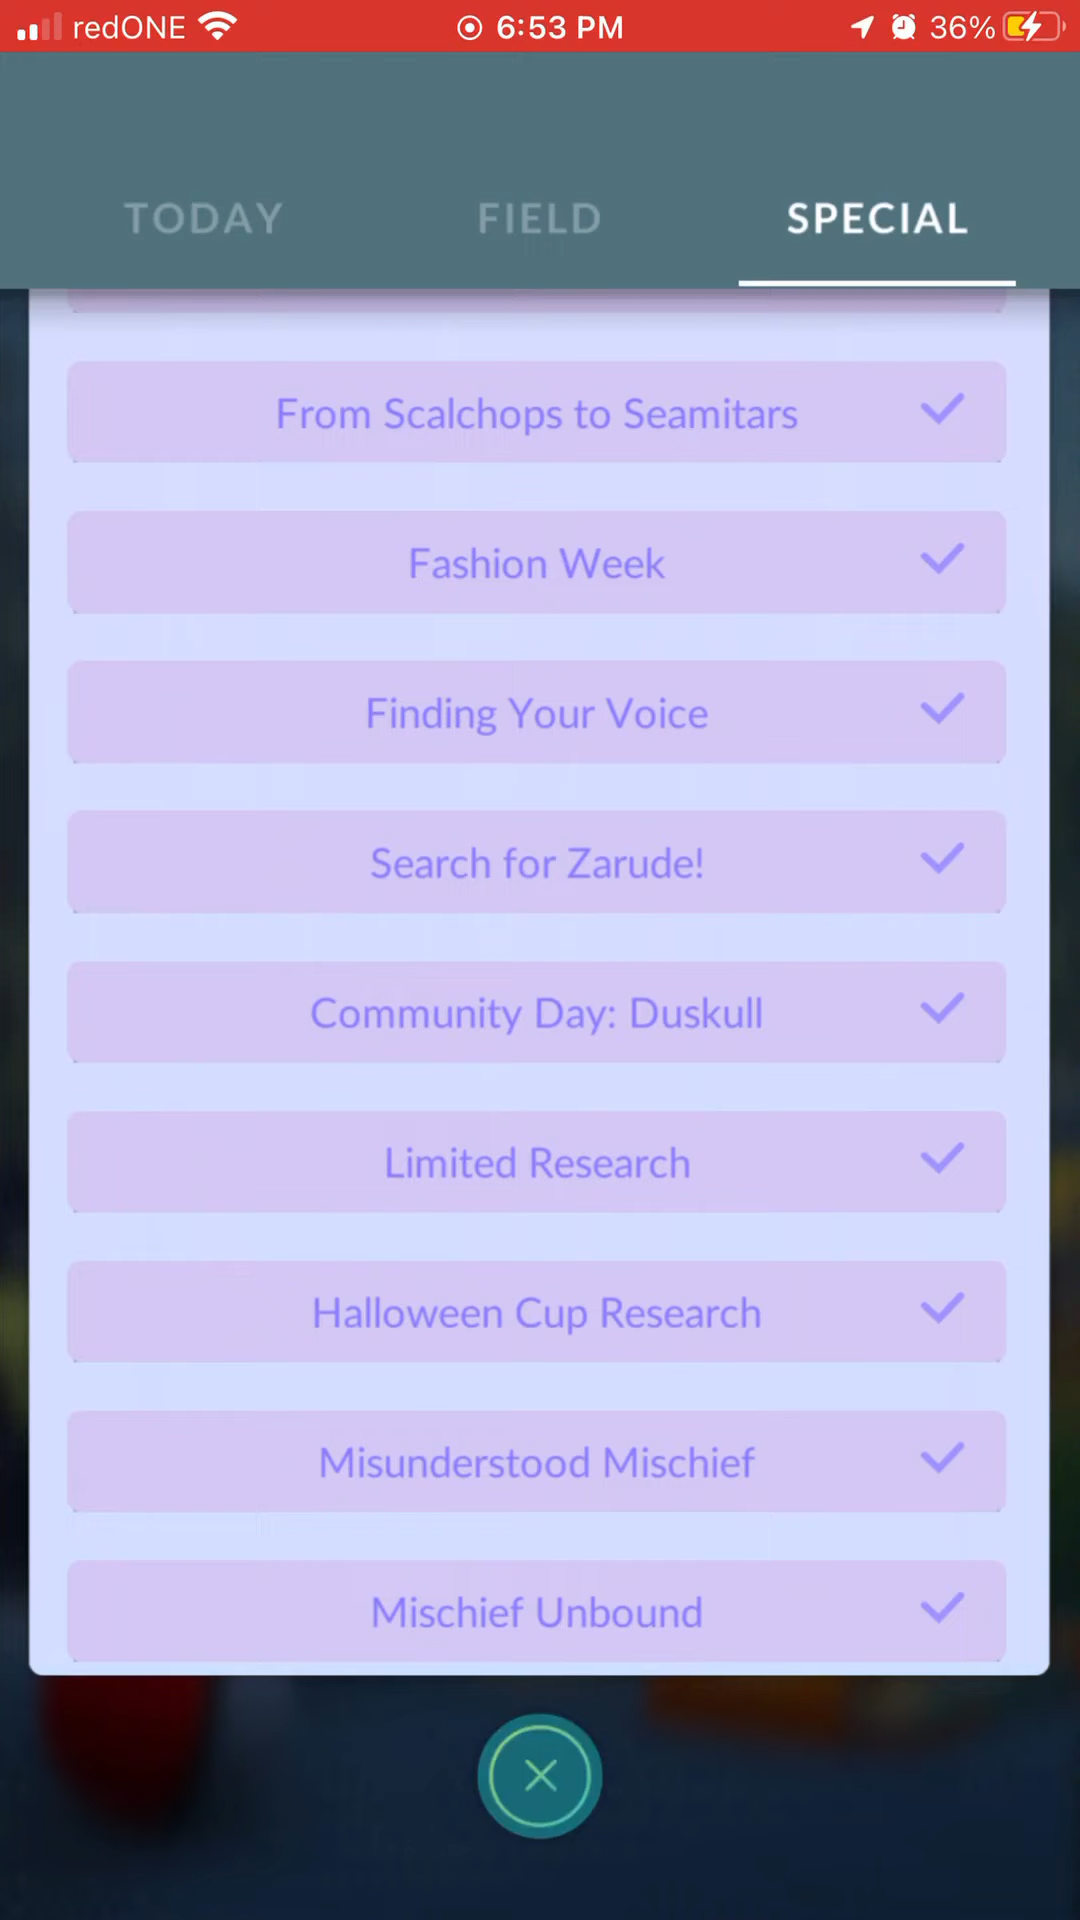 redONE 6:53 PM 36%
TODAY FIELD SPECIAL
From Scalchops to Seamitars
Fashion Week
Finding Your Voice
Search for Zarude!
Community Day: Duskull
Limited Research
Halloween Cup Research
Misunderstood Mischief
Mischief Unbound